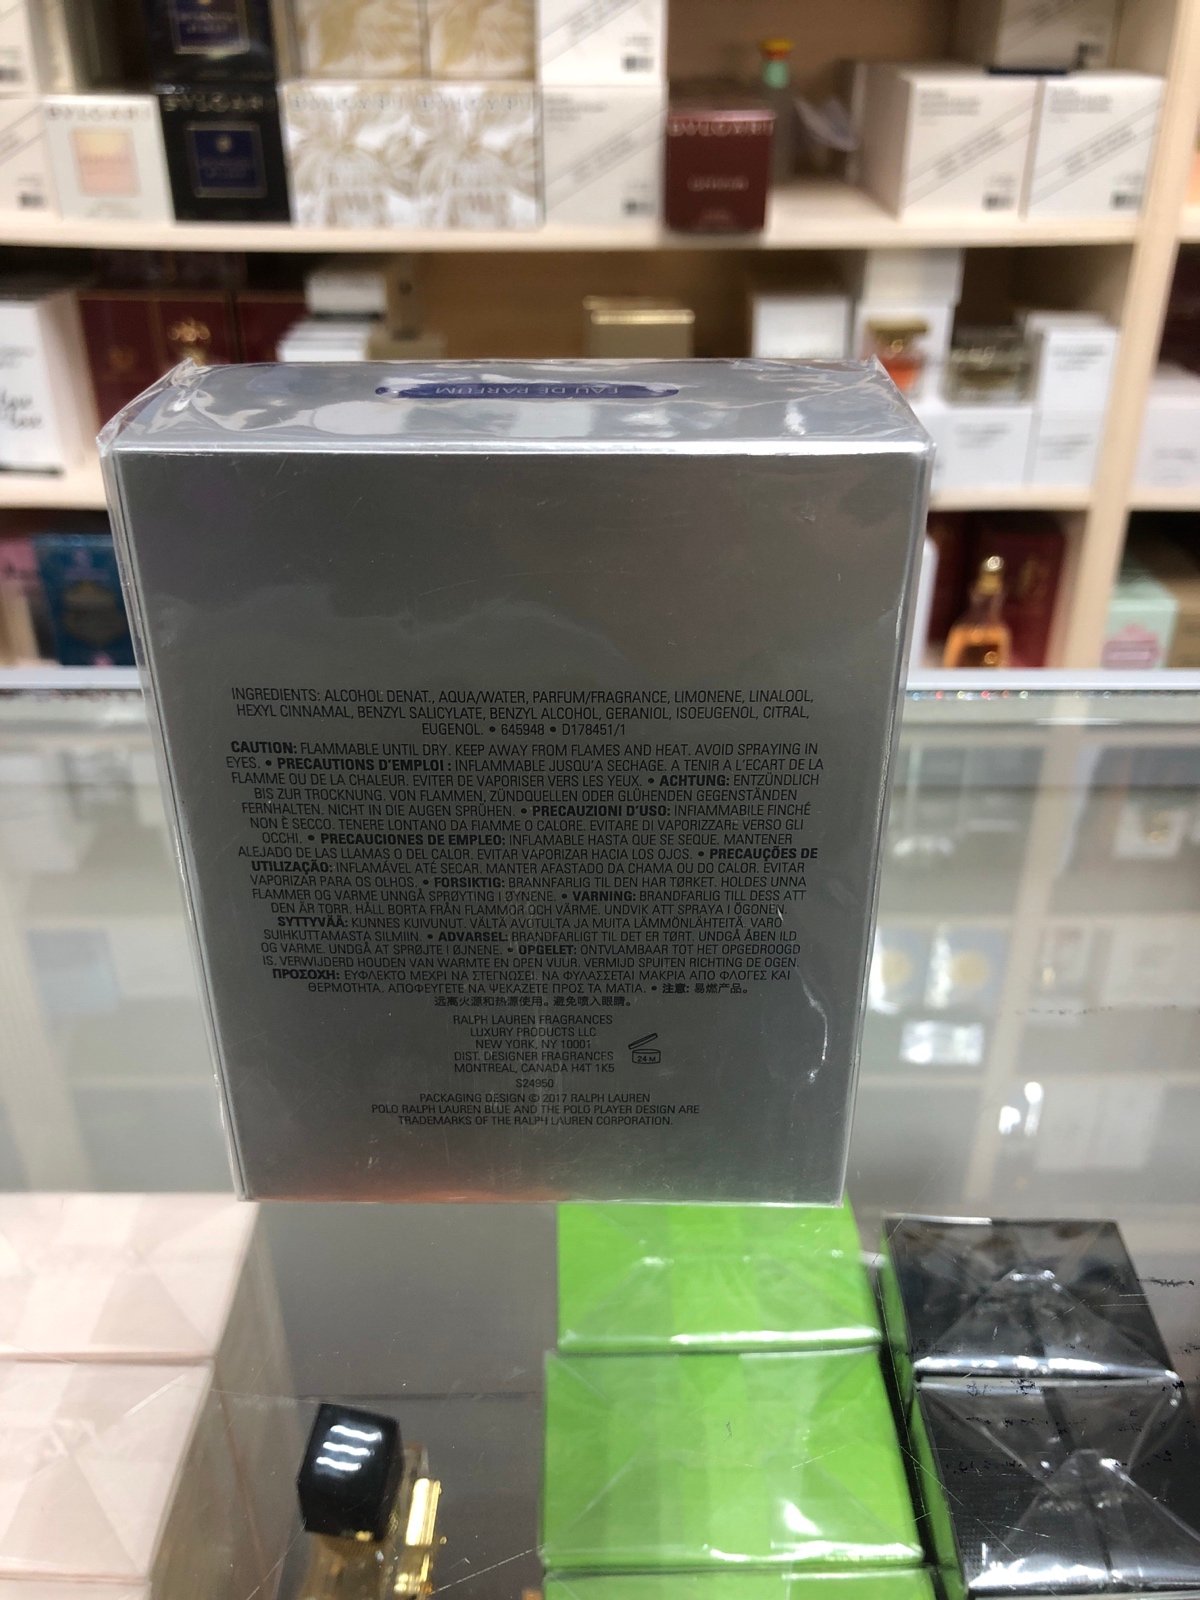 BVLGARI
BVLGARI
BVLGARI
BVLGARI
BVLGARI
EAU DE PARFUM
INGREDIENTS: ALCOHOL DENAT., AQUA/WATER, PARFUM/FRAGRANCE, LIMONENE, LINALOOL,
HEXYL CINNAMAL, BENZYL SALICYLATE, BENZYL ALCOHOL, GERANIOL, ISOEUGENOL, CITRAL,
EUGENOL. • 645948 • D178451/1
CAUTION: FLAMMABLE UNTIL DRY. KEEP AWAY FROM FLAMES AND HEAT. AVOID SPRAYING IN
EYES. • PRECAUTIONS D'EMPLOI : INFLAMMABLE JUSQU'A SECHAGE. A TENIR A L'ECART DE LA
FLAMME OU DE LA CHALEUR. EVITER DE VAPORISER VERS LES YEUX. • ACHTUNG: ENTZÜNDLICH
BIS ZUR TROCKNUNG. VON FLAMMEN, ZÜNDQUELLEN ODER GLÜHENDEN GEGENSTÄNDEN
FERNHALTEN. NICHT IN DIE AUGEN SPRÜHEN. • PRECAUZIONI D'USO: INFIAMMABILE FINCHÉ
NON È SECCO. TENERE LONTANO DA FIAMME O CALORE. EVITARE DI VAPORIZZARE VERSO GLI
OCCHI. • PRECAUCIONES DE EMPLEO: INFLAMABLE HASTA QUE SE SEQUE. MANTENER
ALEJADO DE LAS LLAMAS O DEL CALOR. EVITAR VAPORIZAR HACIA LOS OJOS. • PRECAUÇÕES DE
UTILIZAÇÃO: INFLAMÁVEL ATÉ SECAR. MANTER AFASTADO DA CHAMA OU DO CALOR. EVITAR
VAPORIZAR PARA OS OLHOS. • FORSIKTIG: BRANNFARLIG TIL DEN HAR TØRKET. HOLDES UNNA
FLAMMER OG VARME UNNGÅ SPRØYTING I ØYNENE. • VARNING: BRANDFARLIG TILL DESS ATT
DEN ÄR TORR. HÅLL BORTA FRÅN FLAMMOR OCH VÄRME. UNDVIK ATT SPRAYA I ÖGONEN.
SYTTYVÄÄ: KUNNES KUIVUNUT. VÄLTÄ AVOTULTA JA MUITA LÄMMÖNLÄHTEITÄ. VARO
SUIHKUTTAMASTA SILMIIN. • ADVARSEL: BRANDFARLIGT TIL DET ER TØRT. UNDGÅ ÅBEN ILD
OG VARME. UNDGÅ AT SPRØJTE I ØJNENE. • OPGELET: ONTVLAMBAAR TOT HET OPGEDROOGD
IS. VERWIJDERD HOUDEN VAN WARMTE EN OPEN VUUR. VERMIJD SPUITEN RICHTING DE OGEN.
ΠΡΟΣΟΧΗ: ΕΥΦΛΕΚΤΟ ΜΕΧΡΙ ΝΑ ΣΤΕΓΝΩΣΕΙ. ΝΑ ΦΥΛΑΣΣΕΤΑΙ ΜΑΚΡΙΑ ΑΠΟ ΦΛΟΓΕΣ ΚΑΙ
ΘΕΡΜΟΤΗΤΑ. ΑΠΟΦΕΥΓΕΤΕ ΝΑ ΨΕΚΑΖΕΤΕ ΠΡΟΣ ΤΑ ΜΑΤΙΑ. • 注意: 易燃产品。
远离火源和热源使用。避免喷入眼睛。
RALPH LAUREN FRAGRANCES
LUXURY PRODUCTS LLC
NEW YORK, NY 10001
DIST. DESIGNER FRAGRANCES
MONTREAL, CANADA H4T 1K5
24 M
S24950
PACKAGING DESIGN © 2017 RALPH LAUREN
POLO RALPH LAUREN BLUE AND THE POLO PLAYER DESIGN ARE
TRADEMARKS OF THE RALPH LAUREN CORPORATION.